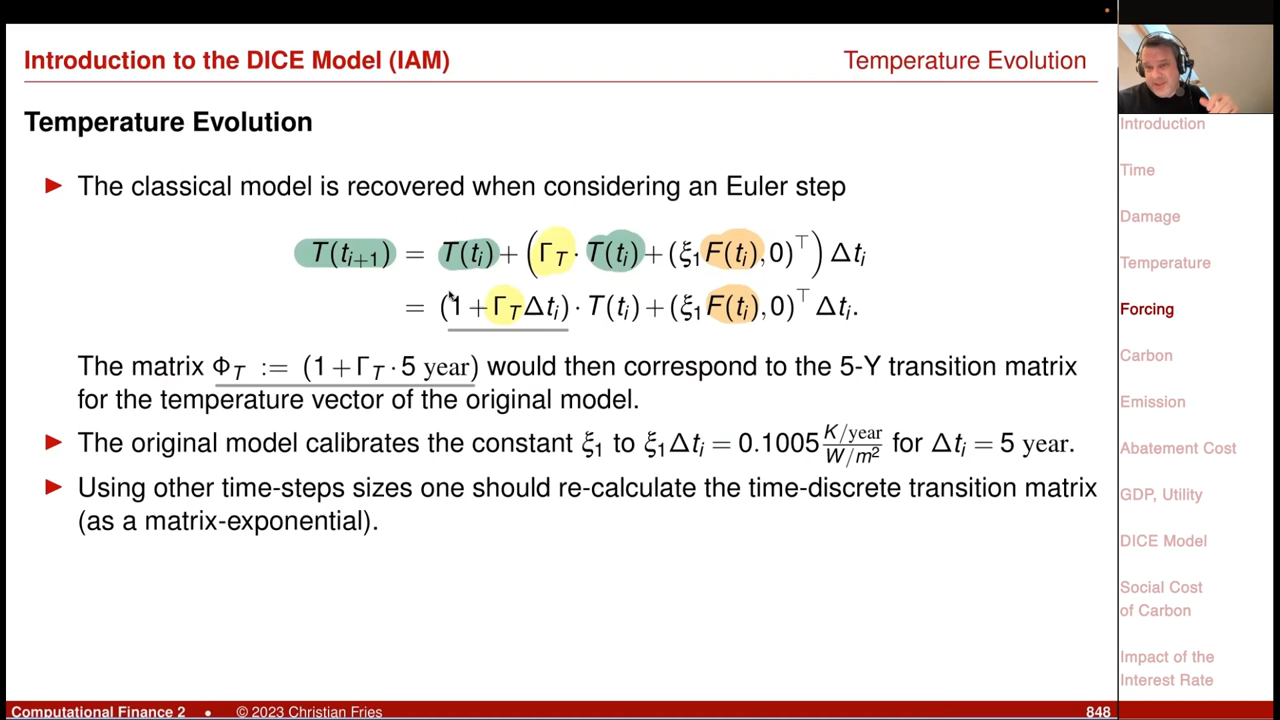 Introduction to the DICE Model (IAM)
Temperature Evolution
Temperature Evolution
► The classical model is recovered when considering an Euler step
T(t_{i+1}) = T(t_i) + (Γ_T · T(t_i) + (ξ_1 F(t_i), 0)^⊤) Δt_i
= (1 + Γ_T Δt_i) · T(t_i) + (ξ_1 F(t_i), 0)^⊤ Δt_i.
The matrix Φ_T := (1 + Γ_T · 5 year) would then correspond to the 5-Y transition matrix
for the temperature vector of the original model.
► The original model calibrates the constant ξ_1 to ξ_1 Δt_i = 0.1005 \frac{K/year}{W/m^2} for Δt_i = 5 year.
► Using other time-steps sizes one should re-calculate the time-discrete transition matrix
(as a matrix-exponential).
Introduction
Time
Damage
Temperature
Forcing
Carbon
Emission
Abatement Cost
GDP, Utility
DICE Model
Social Cost
of Carbon
Impact of the
Interest Rate
Computational Finance 2 • © 2023 Christian Fries
848